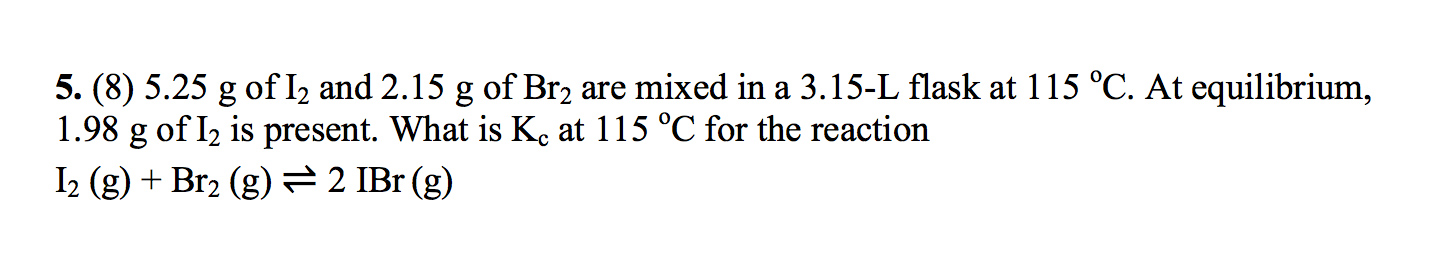 5. (8) 5.25 g of I₂ and 2.15 g of Br₂ are mixed in a 3.15-L flask at 115 ºC. At equilibrium,
1.98 g of I₂ is present. What is K꜀ at 115 ºC for the reaction
I₂ (g) + Br₂ (g) ⇌ 2 IBr (g)